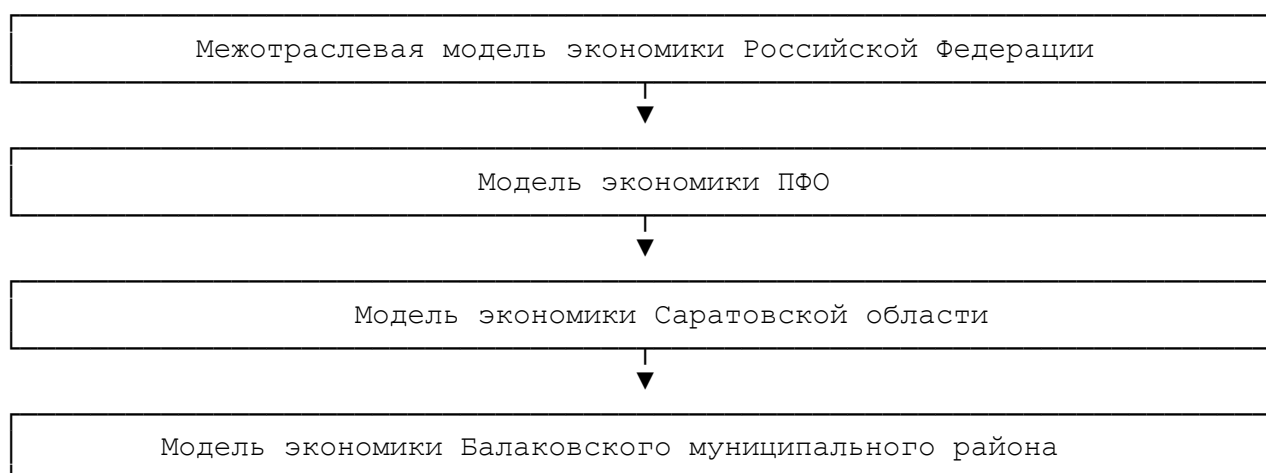 Межотраслевая модель экономики Российской Федерации
Модель экономики ПФО
Модель экономики Саратовской области
Модель экономики Балаковского муниципального района